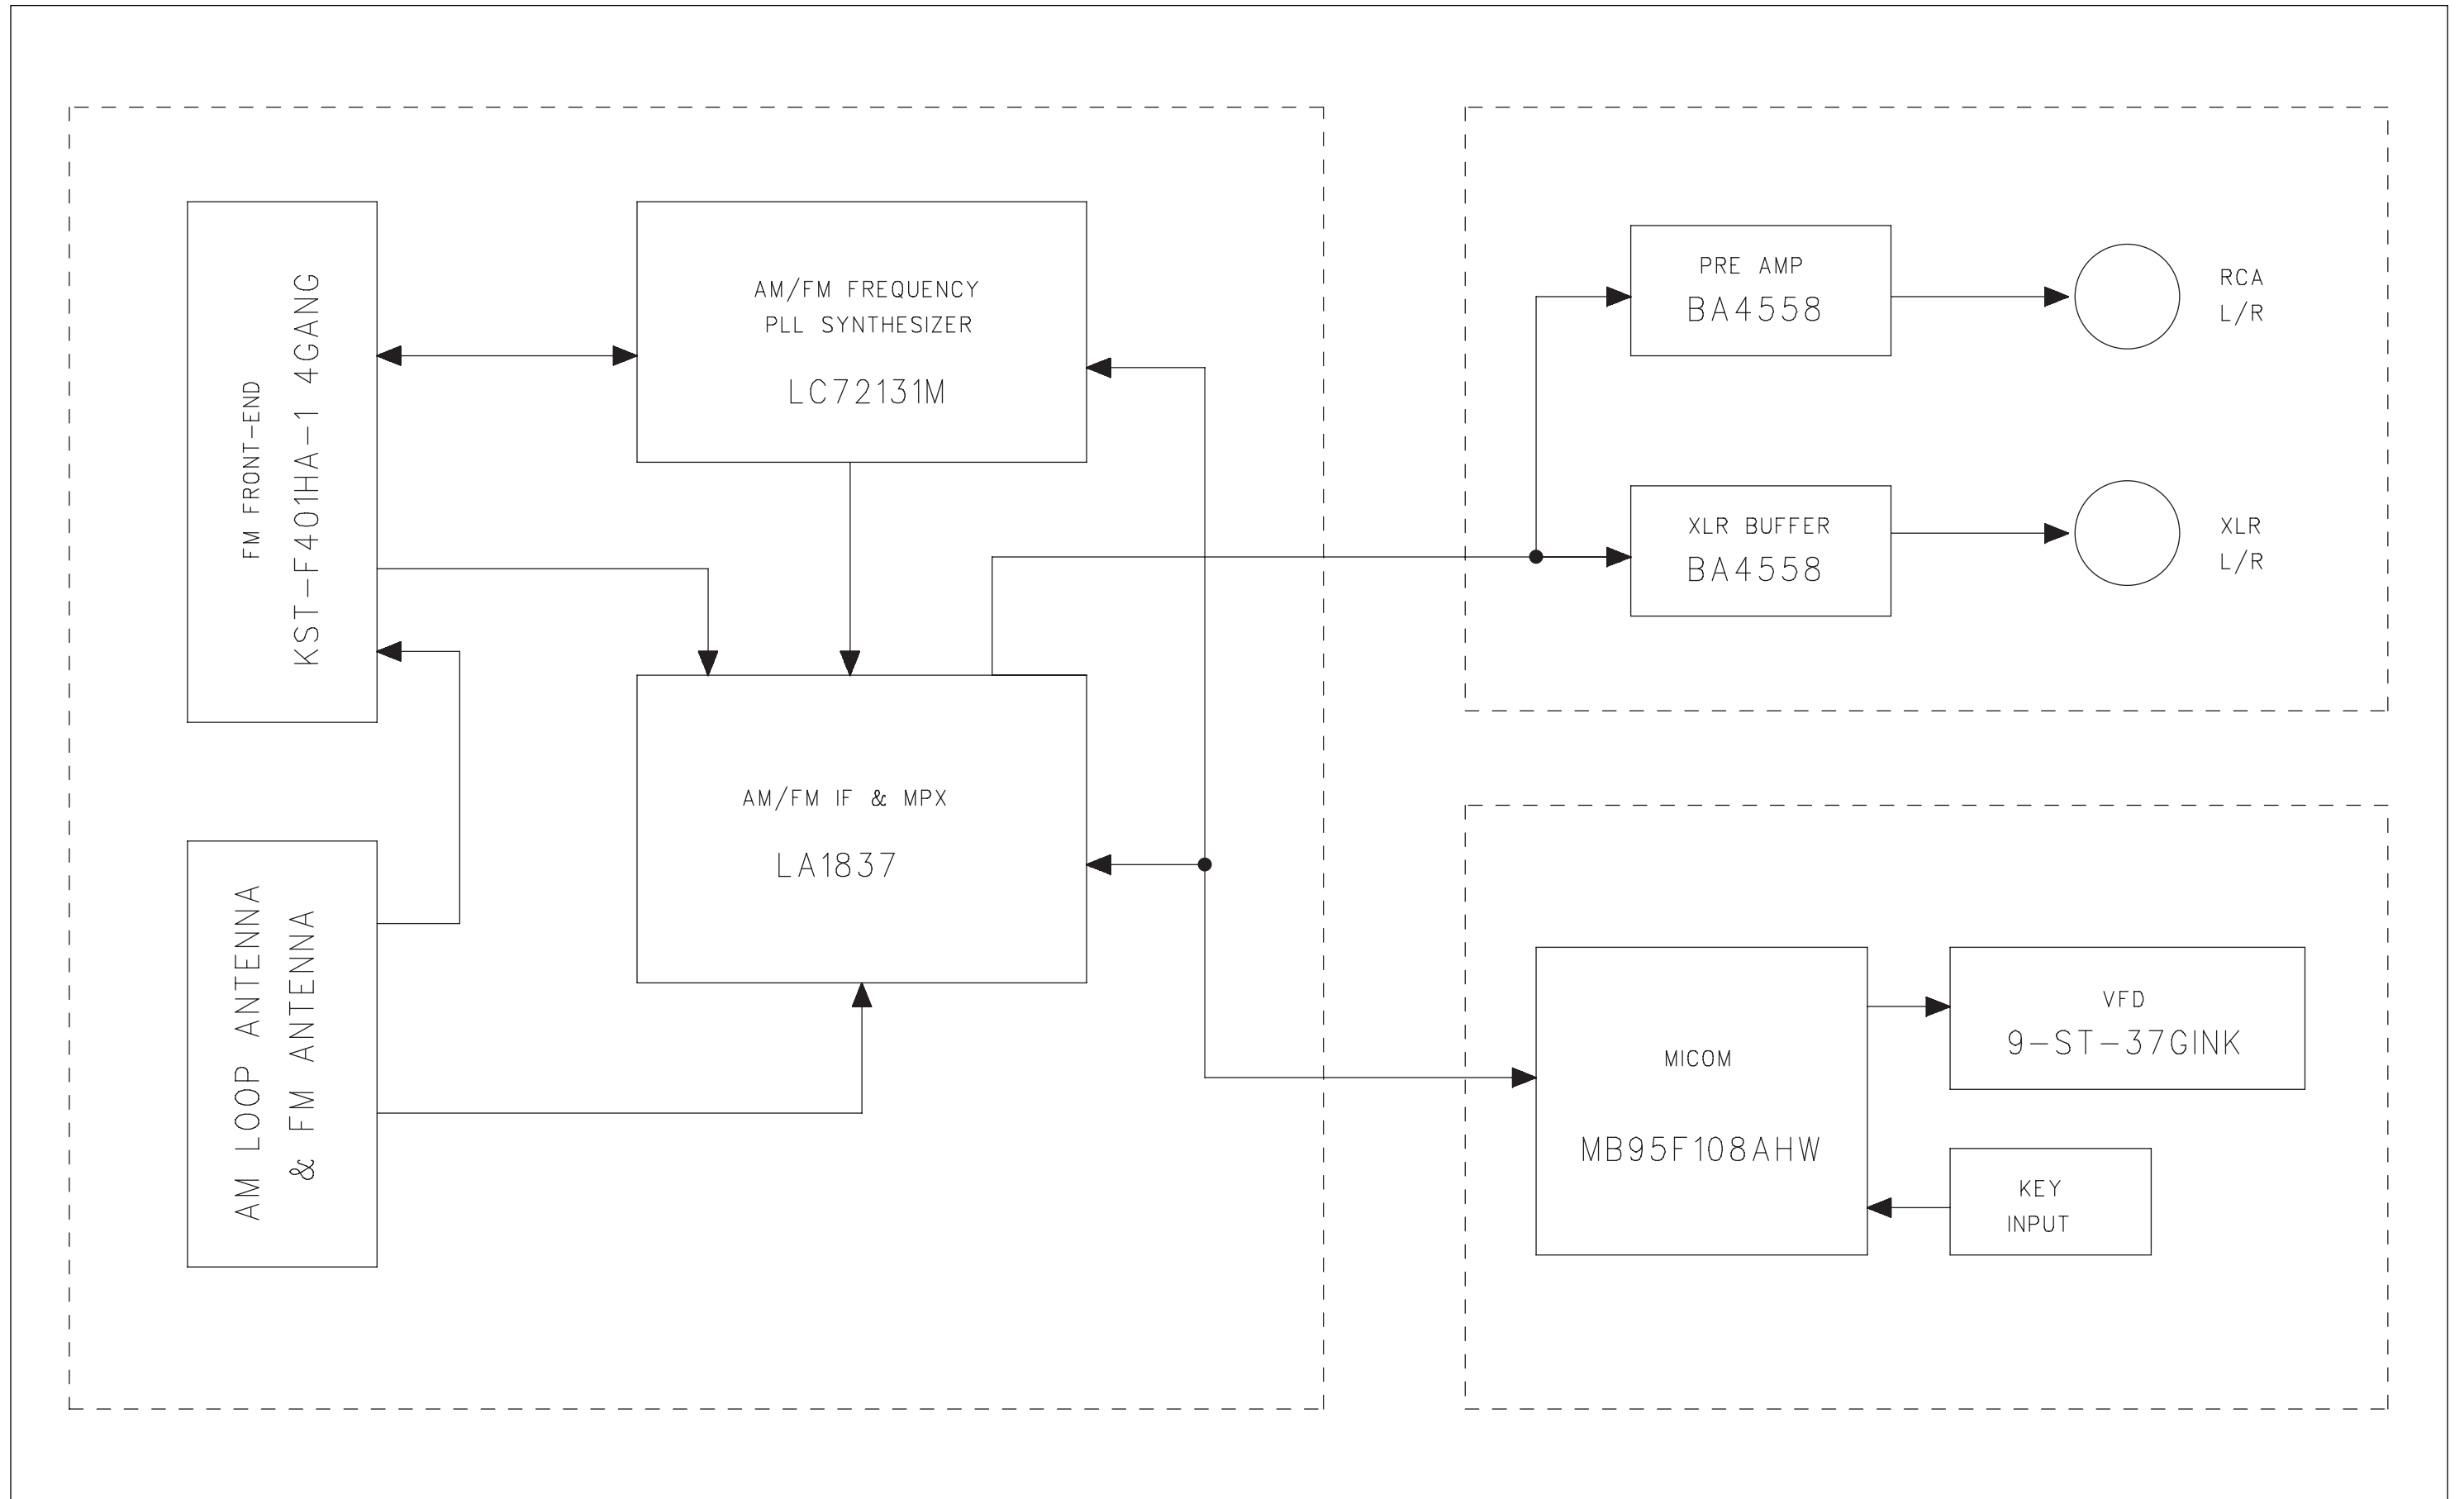 FM FRONT-END
KST-F401HA-1 4GANG
AM/FM FREQUENCY
PLL SYNTHESIZER
LC72131M
AM/FM IF & MPX
LA1837
AM LOOP ANTENNA
& FM ANTENNA
PRE AMP
BA4558
RCA
L/R
XLR BUFFER
BA4558
XLR
L/R
MICOM
MB95F108AHW
VFD
9-ST-37GINK
KEY
INPUT